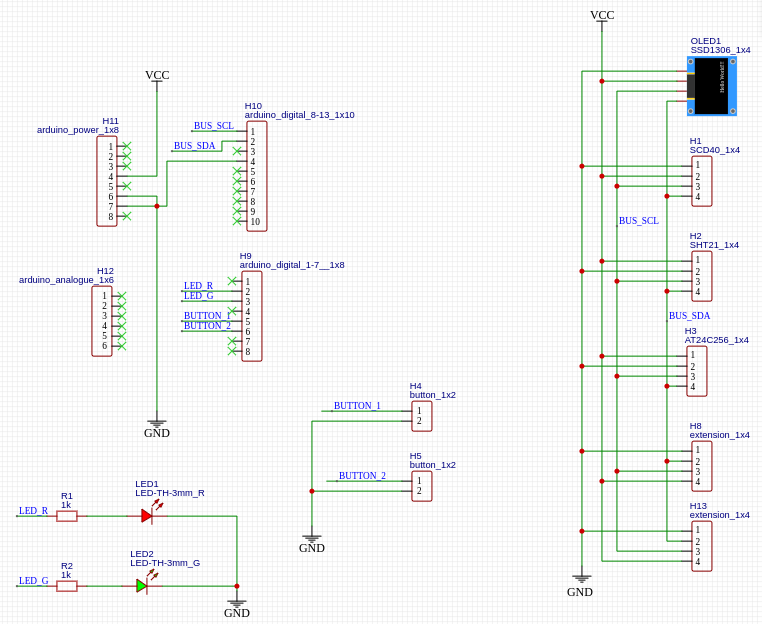 VCC
OLED1
SSD1306_1x4
Hello World!!!
VCC
H11
arduino_power_1x8
1
2
3
4
5
6
7
8
H10
arduino_digital_8-13_1x10
BUS_SCL
BUS_SDA
1
2
3
4
5
6
7
8
9
10
H1
SCD40_1x4
1
2
3
4
BUS_SCL
H2
SHT21_1x4
1
2
3
4
H12
arduino_analogue_1x6
1
2
3
4
5
6
H9
arduino_digital_1-7__1x8
LED_R
LED_G
BUTTON_1
BUTTON_2
1
2
3
4
5
6
7
8
BUS_SDA
H3
AT24C256_1x4
1
2
3
4
GND
H4
button_1x2
BUTTON_1
1
2
H5
button_1x2
BUTTON_2
1
2
GND
H8
extension_1x4
1
2
3
4
H13
extension_1x4
1
2
3
4
GND
LED_R
R1
1k
LED1
LED-TH-3mm_R
LED_G
R2
1k
LED2
LED-TH-3mm_G
GND